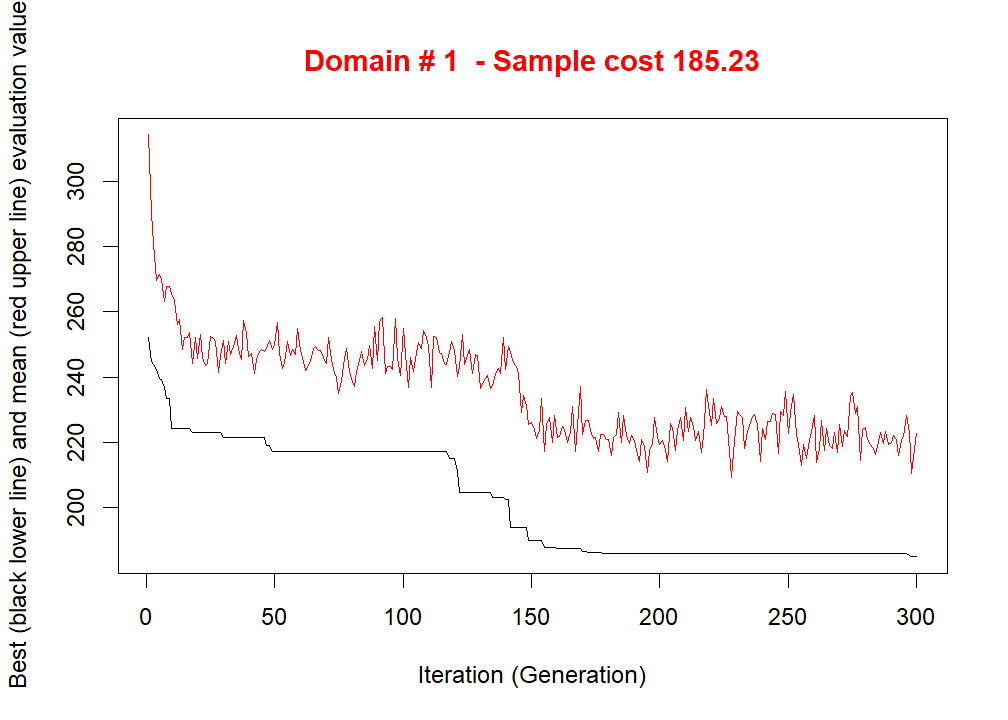 Domain # 1  - Sample cost 185.23
Best (black lower line) and mean (red upper line) evaluation value
300
280
260
240
220
200
0 50 100 150 200 250 300
Iteration (Generation)